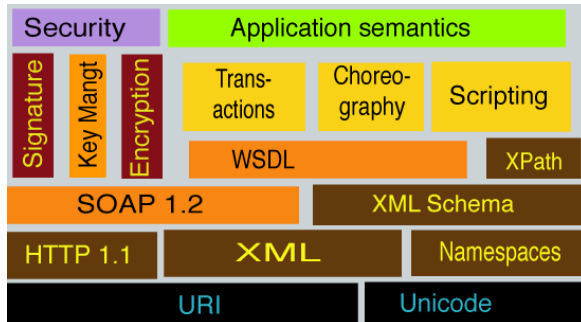 Security
Application semantics
Signature
Key Mangt
Encryption
Trans-
actions
Choreo-
graphy
Scripting
WSDL
XPath
SOAP 1.2
XML Schema
HTTP 1.1
XML
Namespaces
URI
Unicode